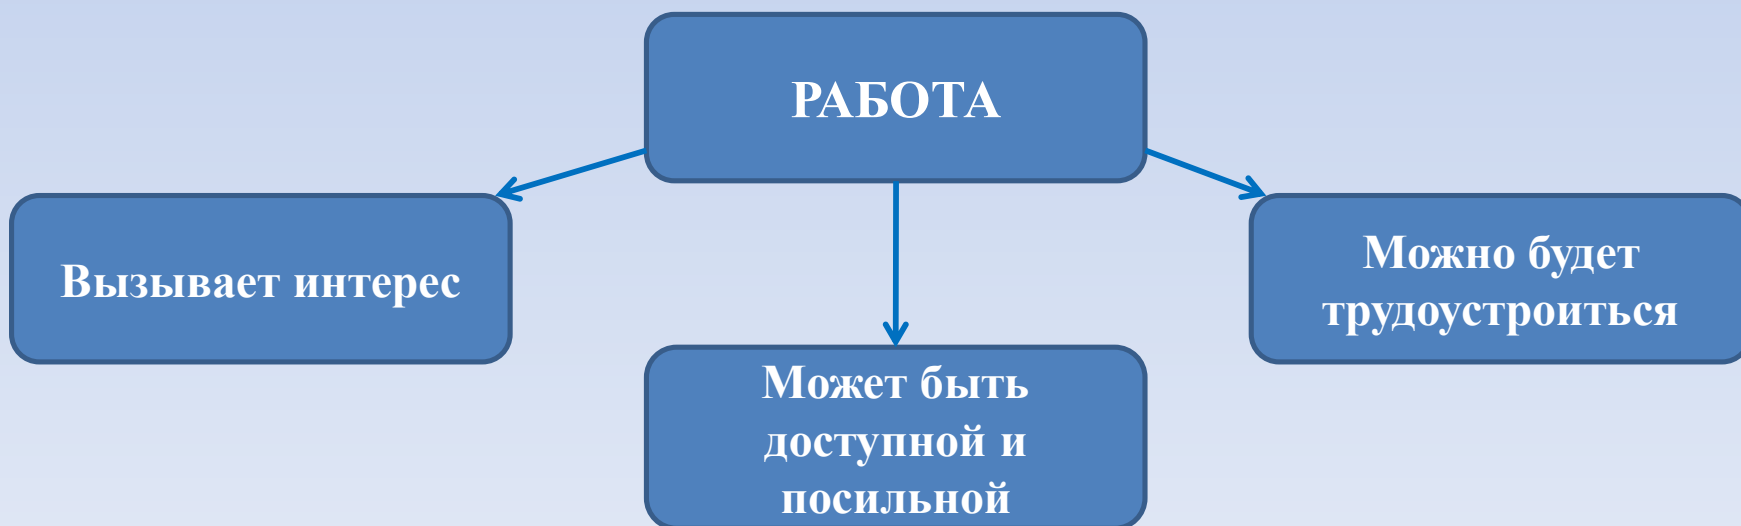 РАБОТА
Вызывает интерес
Можно будет
трудоустроиться
Может быть
доступной и
посильной